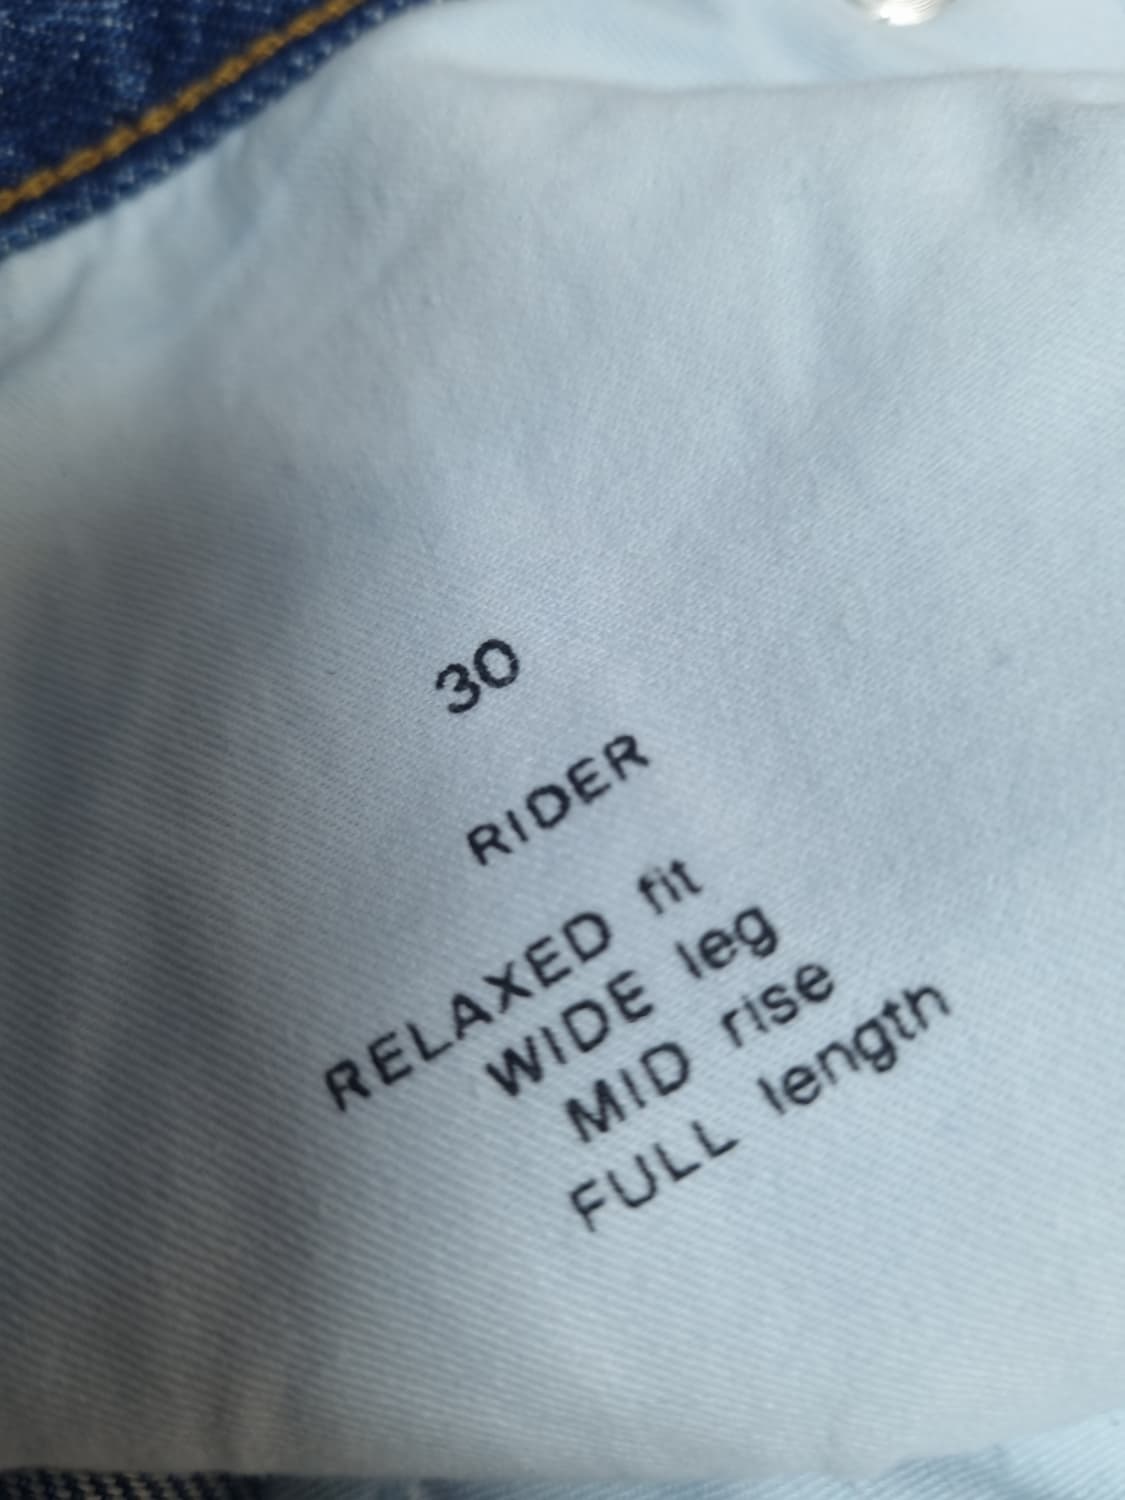 30
RIDER
RELAXED fit
WIDE leg
MID rise
FULL length